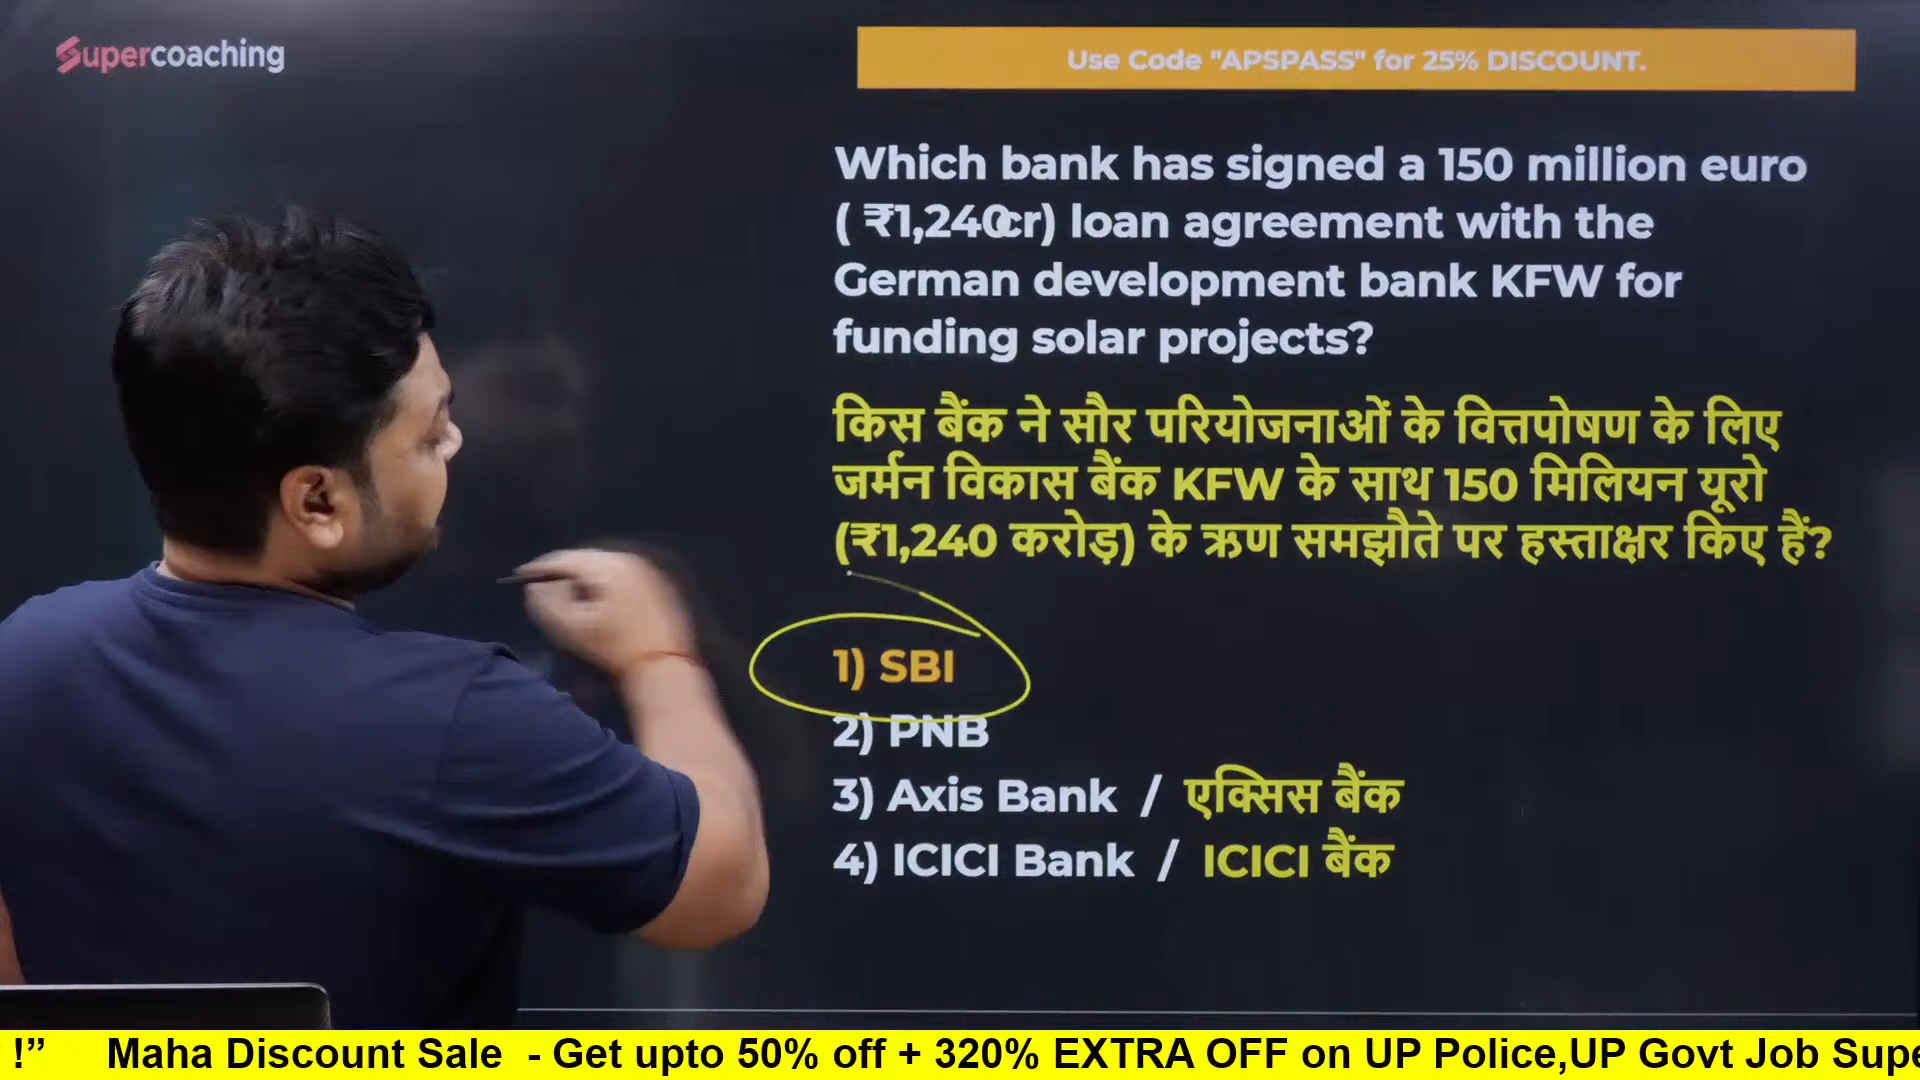 Supercoaching
Use Code "APSPASS" for 25% DISCOUNT.
Which bank has signed a 150 million euro
( ₹1,240cr) loan agreement with the
German development bank KFW for
funding solar projects?
किस बैंक ने सौर परियोजनाओं के वित्तपोषण के लिए
जर्मन विकास बैंक KFW के साथ 150 मिलियन यूरो
(₹1,240 करोड़) के ऋण समझौते पर हस्ताक्षर किए हैं?
1) SBI
2) PNB
3) Axis Bank / एक्सिस बैंक
4) ICICI Bank / ICICI बैंक
!” Maha Discount Sale - Get upto 50% off + 320% EXTRA OFF on UP Police,UP Govt Job Supe